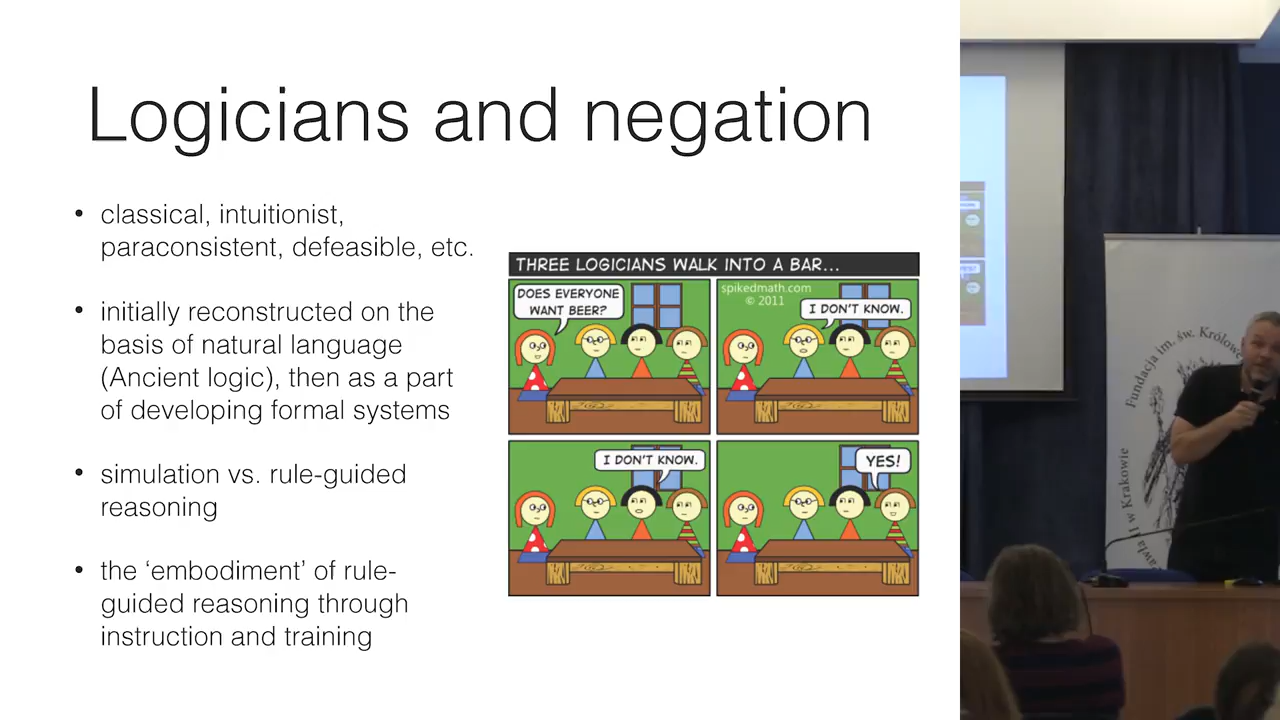 Logicians and negation
• classical, intuitionist,
paraconsistent, defeasible, etc.
• initially reconstructed on the
basis of natural language
(Ancient logic), then as a part
of developing formal systems
• simulation vs. rule-guided
reasoning
• the ‘embodiment’ of rule-
guided reasoning through
instruction and training
THREE LOGICIANS WALK INTO A BAR...
DOES EVERYONE
WANT BEER?
spikedmath.com
© 2011
I DON'T KNOW.
I DON'T KNOW.
YES!
Fundacja im. św. Królowe
wła II w Krakowie